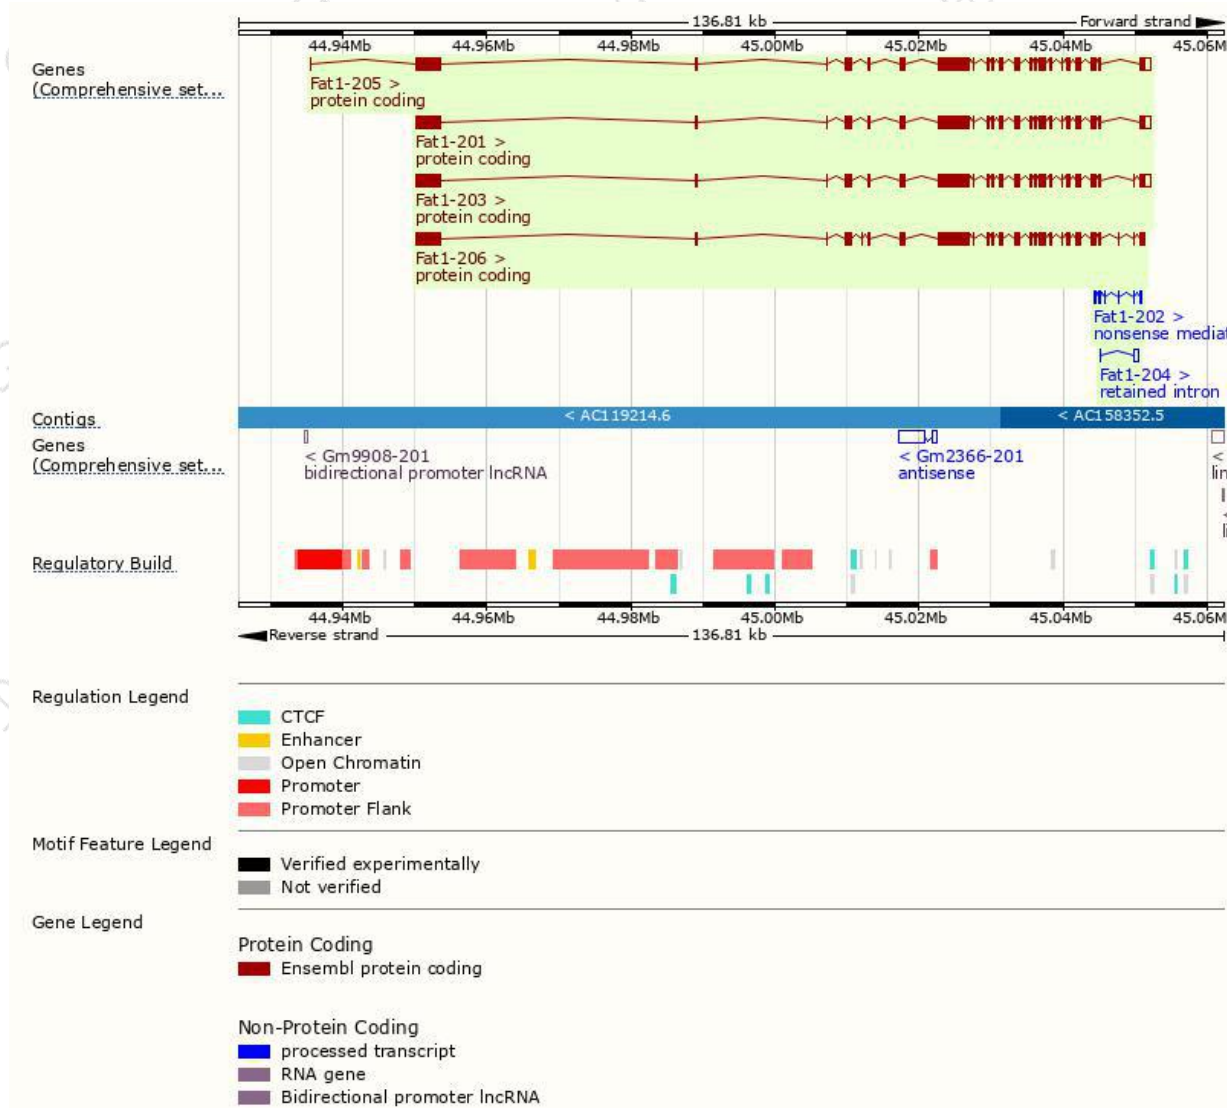 136.81 kb Forward strand
44.94Mb 44.96Mb 44.98Mb 45.00Mb 45.02Mb 45.04Mb 45.06M
Genes
(Comprehensive set...
Fat1-205 >
protein coding
Fat1-201 >
protein coding
Fat1-203 >
protein coding
Fat1-206 >
protein coding
Fat1-202 >
nonsense mediat
Fat1-204 >
retained intron
Contigs < AC119214.6 < AC158352.5
Genes
(Comprehensive set...
< Gm9908-201 < Gm2366-201 <
bidirectional promoter lncRNA antisense lin
<
li
Regulatory Build
44.94Mb 44.96Mb 44.98Mb 45.00Mb 45.02Mb 45.04Mb 45.06M
Reverse strand 136.81 kb
Regulation Legend
CTCF
Enhancer
Open Chromatin
Promoter
Promoter Flank
Motif Feature Legend
Verified experimentally
Not verified
Gene Legend
Protein Coding
Ensembl protein coding
Non-Protein Coding
processed transcript
RNA gene
Bidirectional promoter lncRNA